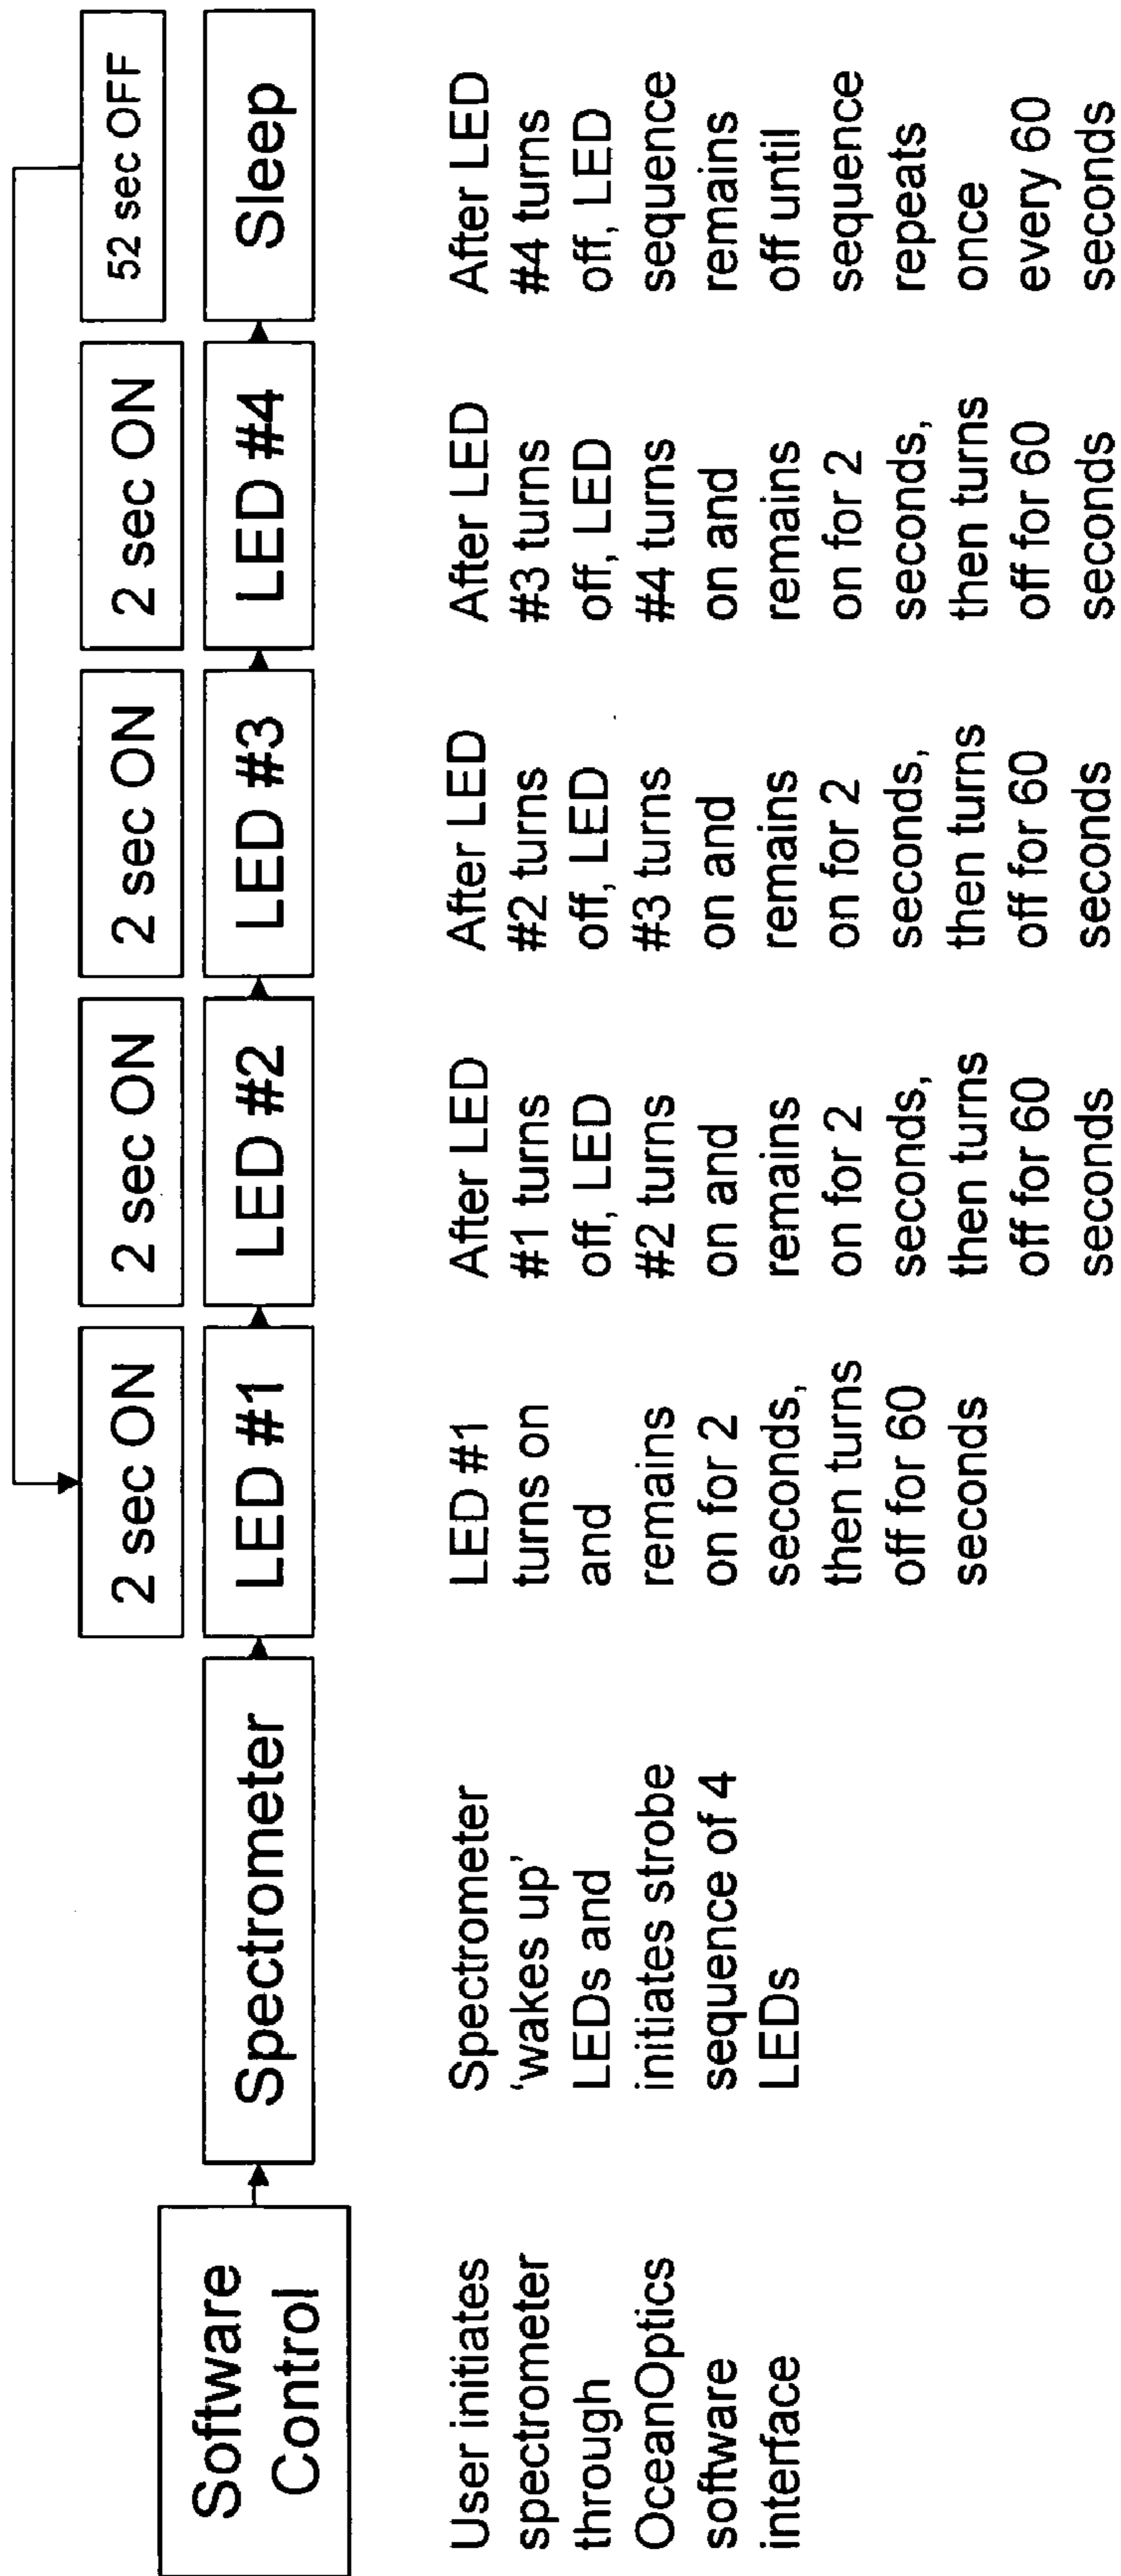 Software
Control
Spectrometer
2 sec ON
LED #1
2 sec ON
LED #2
2 sec ON
LED #3
2 sec ON
LED #4
52 sec OFF
Sleep
User initiates
spectrometer
through
OceanOptics
software
interface
Spectrometer
‘wakes up’
LEDs and
initiates strobe
sequence of 4
LEDs
LED #1
turns on
and
remains
on for 2
seconds,
then turns
off for 60
seconds
After LED
#1 turns
off, LED
#2 turns
on and
remains
on for 2
seconds,
then turns
off for 60
seconds
After LED
#2 turns
off, LED
#3 turns
on and
remains
on for 2
seconds,
then turns
off for 60
seconds
After LED
#3 turns
off, LED
#4 turns
on and
remains
on for 2
seconds,
then turns
off for 60
seconds
After LED
#4 turns
off, LED
sequence
remains
off until
sequence
repeats
once
every 60
seconds